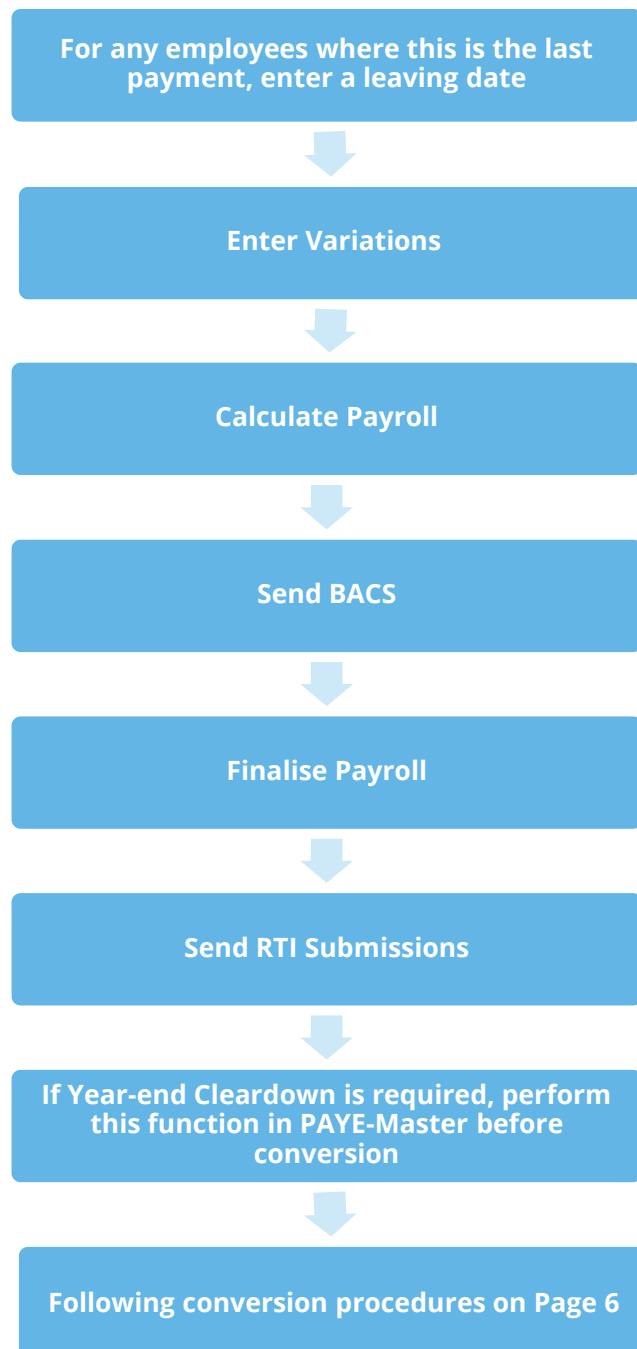 For any employees where this is the last
payment, enter a leaving date
Enter Variations
Calculate Payroll
Send BACS
Finalise Payroll
Send RTI Submissions
If Year-end Cleardown is required, perform
this function in PAYE-Master before
conversion
Following conversion procedures on Page 6